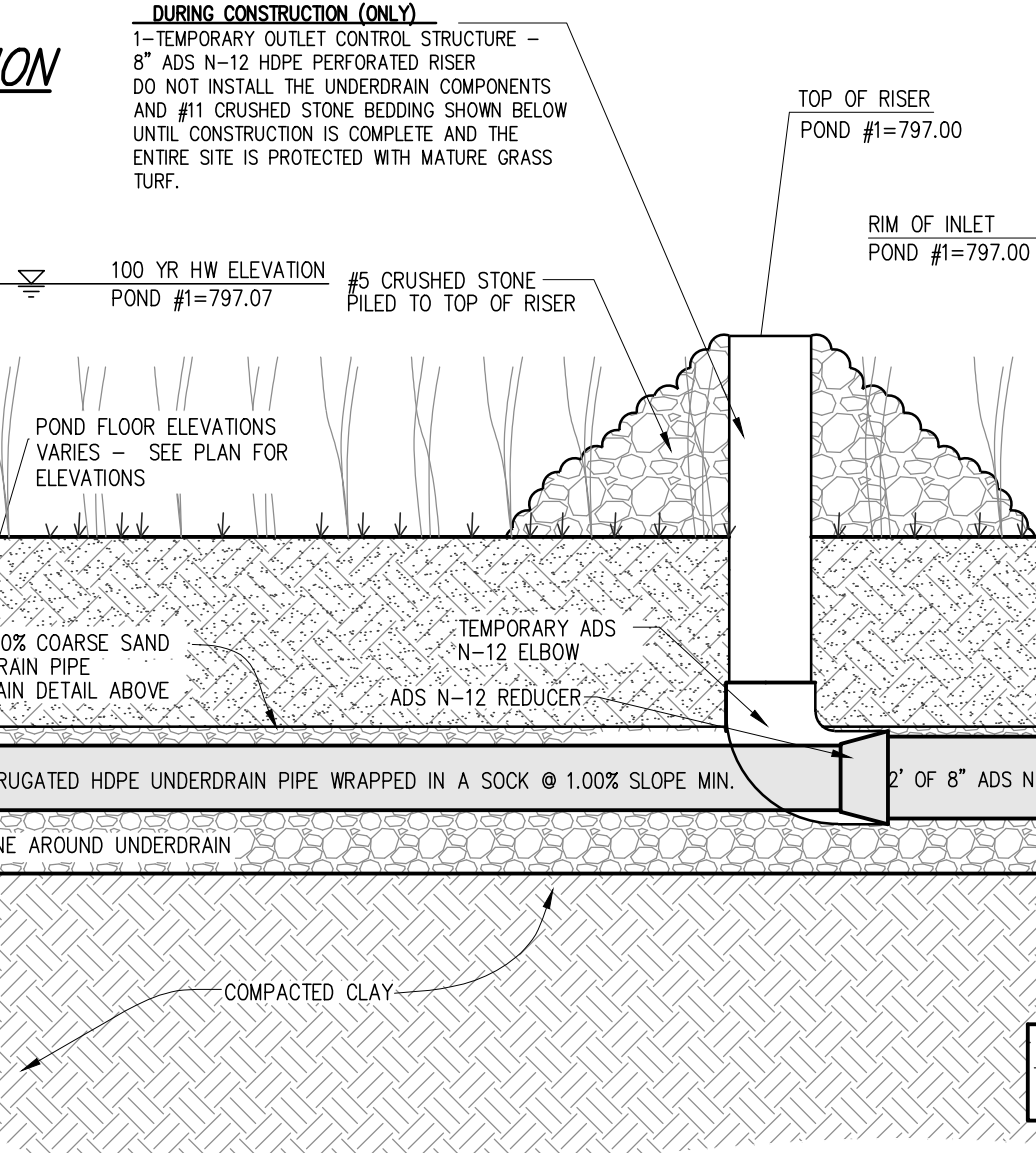 ON
DURING CONSTRUCTION (ONLY)
1-TEMPORARY OUTLET CONTROL STRUCTURE -
8" ADS N-12 HDPE PERFORATED RISER
DO NOT INSTALL THE UNDERDRAIN COMPONENTS
AND #11 CRUSHED STONE BEDDING SHOWN BELOW
UNTIL CONSTRUCTION IS COMPLETE AND THE
ENTIRE SITE IS PROTECTED WITH MATURE GRASS
TURF.
TOP OF RISER
POND #1=797.00
RIM OF INLET
POND #1=797.00
100 YR HW ELEVATION
POND #1=797.07
#5 CRUSHED STONE
PILED TO TOP OF RISER
POND FLOOR ELEVATIONS
VARIES - SEE PLAN FOR
ELEVATIONS
0% COARSE SAND
RAIN PIPE
AIN DETAIL ABOVE
TEMPORARY ADS
N-12 ELBOW
ADS N-12 REDUCER
RUGATED HDPE UNDERDRAIN PIPE WRAPPED IN A SOCK @ 1.00% SLOPE MIN.
2' OF 8" ADS N
NE AROUND UNDERDRAIN
COMPACTED CLAY